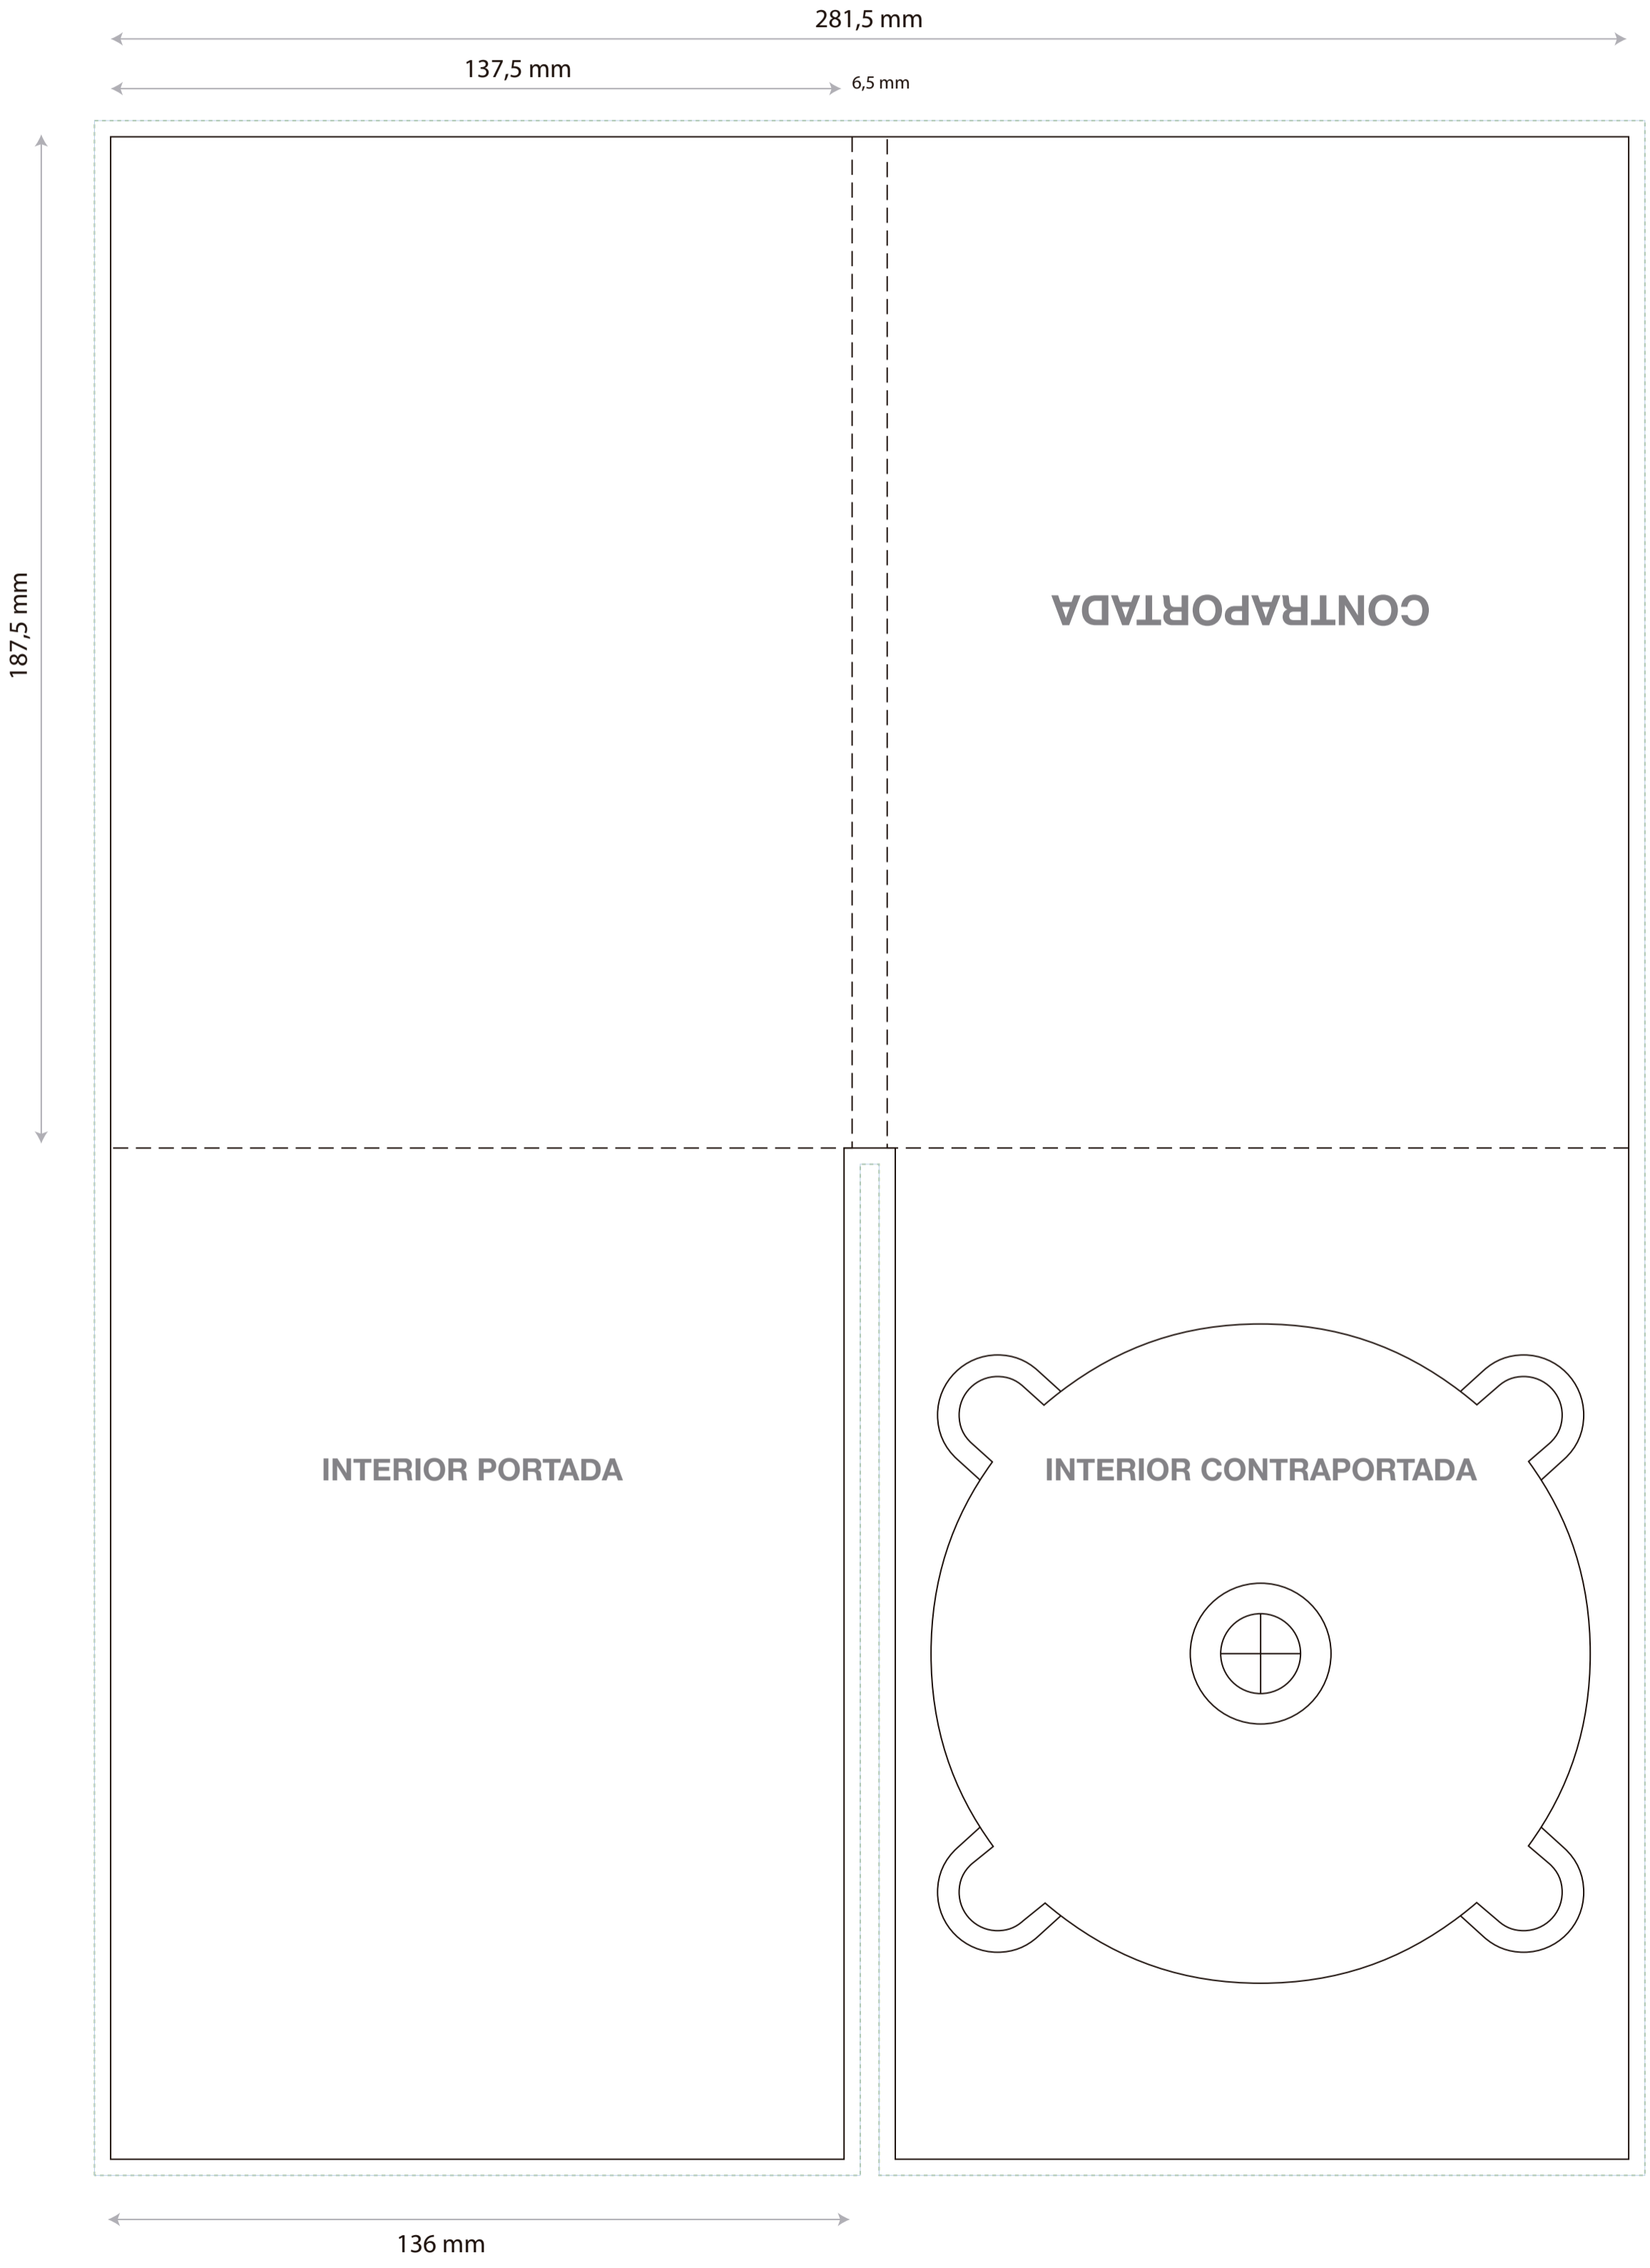 281,5 mm
137,5 mm
6,5 mm
187,5 mm
CONTRAPORTADA
INTERIOR PORTADA
INTERIOR CONTRAPORTADA
136 mm